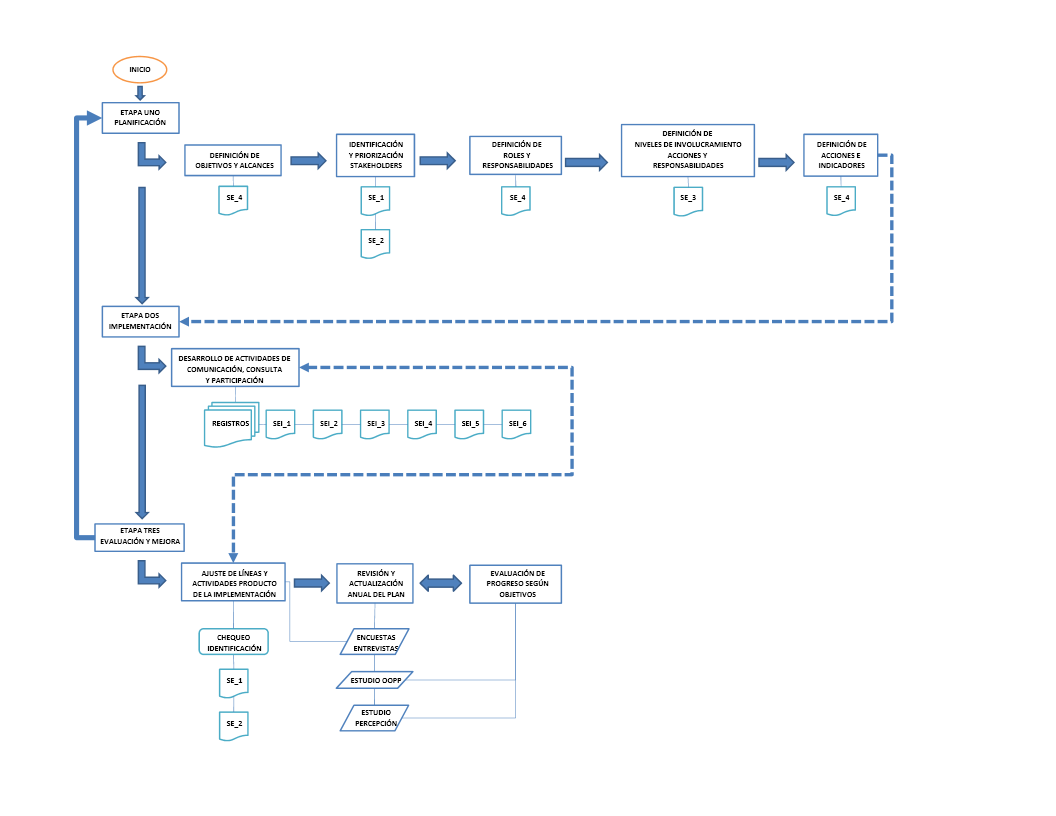 INICIO
ETAPA UNO
PLANIFICACIÓN
DEFINICIÓN DE
OBJETIVOS Y ALCANCES
SE_4
IDENTIFICACIÓN
Y PRIORIZACIÓN
STAKEHOLDERS
SE_1
SE_2
DEFINICIÓN DE
ROLES Y
RESPONSABILIDADES
SE_4
DEFINICIÓN DE
NIVELES DE INVOLUCRAMIENTO
ACCIONES Y
RESPONSABILIDADES
SE_3
DEFINICIÓN DE
ACCIONES E
INDICADORES
SE_4
ETAPA DOS
IMPLEMENTACIÓN
DESARROLLO DE ACTIVIDADES DE
COMUNICACIÓN, CONSULTA
Y PARTICIPACIÓN
REGISTROS
SEI_1
SEI_2
SEI_3
SEI_4
SEI_5
SEI_6
ETAPA TRES
EVALUACIÓN Y MEJORA
AJUSTE DE LÍNEAS Y
ACTIVIDADES PRODUCTO
DE LA IMPLEMENTACIÓN
CHEQUEO
IDENTIFICACIÓN
SE_1
SE_2
REVISIÓN Y
ACTUALIZACIÓN
ANUAL DEL PLAN
ENCUESTAS
ENTREVISTAS
ESTUDIO OOPP
ESTUDIO
PERCEPCIÓN
EVALUACIÓN DE
PROGRESO SEGÚN
OBJETIVOS